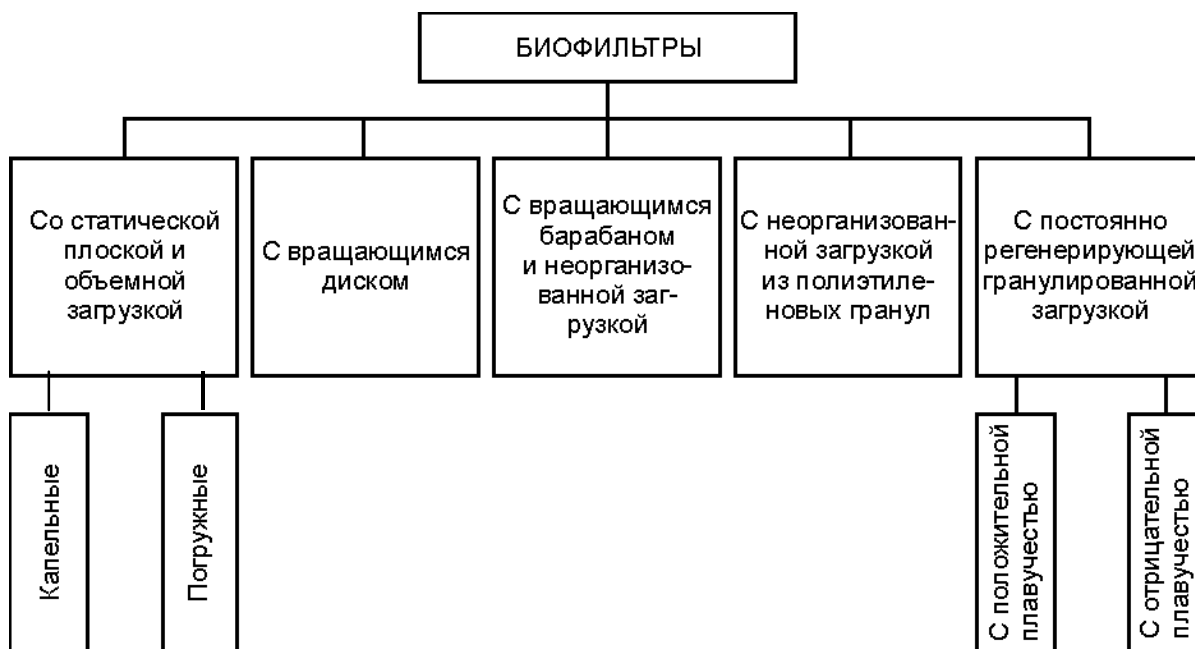 БИОФИЛЬТРЫ
Со статической
плоской и
объемной
загрузкой
С вращающимся
диском
С вращающимся
барабаном
и неорганизо-
ванной заг-
рузкой
С неорганизован-
ной загрузкой
из полиэтиле-
новых гранул
С постоянно
регенерирующей
гранулированной
загрузкой
Капельные
Погружные
С положительной
плавучестью
С отрицательной
плавучестью